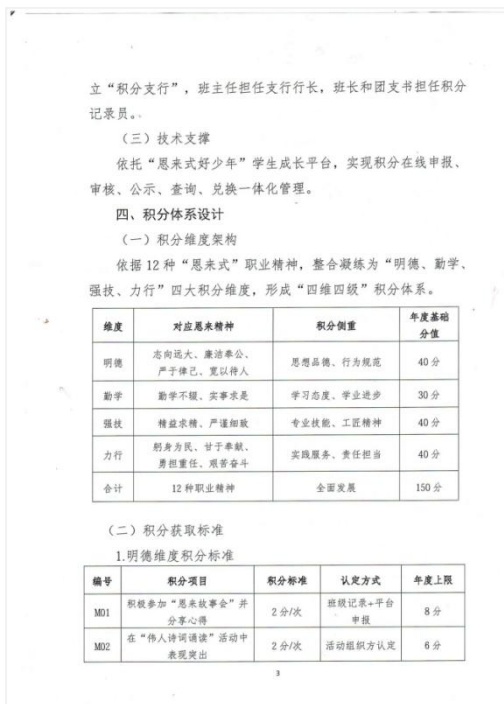 立“积分支行”，班主任担任支行行长，班长和团支书担任积分
记录员。
（三）技术支撑
依托“恩来式好少年”学生成长平台，实现积分在线申报、
审核、公示、查询、兑换一体化管理。
四、积分体系设计
（一）积分维度架构
依据12种“恩来式”职业精神，整合凝练为“明德、勤学、
强技、力行”四大积分维度，形成“四维四级”积分体系。
维度 对应恩来精神 积分侧重 年度基础
分值
明德 志向远大、廉洁奉公、
严于律己、宽以待人 思想品德、行为规范 40分
勤学 勤学不辍、实事求是 学习态度、学业进步 30分
强技 精益求精、严谨细致 专业技能、工匠精神 40分
力行 躬身为民、甘于奉献、
勇担重任、艰苦奋斗 实践服务、责任担当 40分
合计 12种职业精神 全面发展 150分
（二）积分获取标准
1.明德维度积分标准
编号 积分项目 积分标准 认定方式 年度上限
M01 积极参加“恩来故事会”并
分享心得 2分/次 班级记录+平台
申报 8分
M02 在“伟人诗词诵读”活动中
表现突出 2分/次 活动组织方认定 6分
3